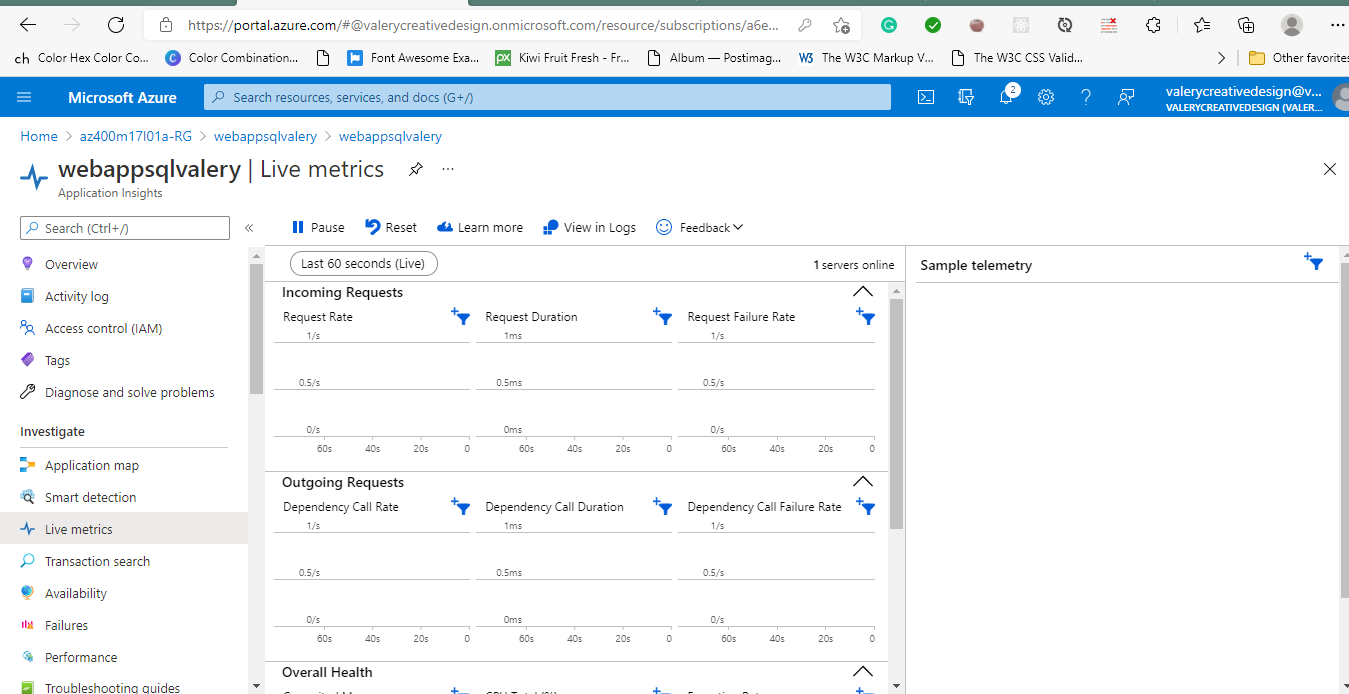 https://portal.azure.com/#@valerycreativedesign.onmicrosoft.com/resource/subscriptions/a6e...
ch Color Hex Color Co...
C Color Combination...
Font Awesome Exa...
px Kiwi Fruit Fresh - Fr...
Album — Postimag...
W3 The W3C Markup V...
The W3C CSS Valid...
Other favorites
Microsoft Azure
Search resources, services, and docs (G+/)
2
valerycreativedesign@v...
VALERYCREATIVEDESIGN (VALER...
Home > az400m17l01a-RG > webappsqlvalery > webappsqlvalery
webappsqlvalery | Live metrics
Application Insights
Search (Ctrl+/)
Overview
Activity log
Access control (IAM)
Tags
Diagnose and solve problems
Investigate
Application map
Smart detection
Live metrics
Transaction search
Availability
Failures
Performance
Troubleshooting guides
Pause
Reset
Learn more
View in Logs
Feedback
Last 60 seconds (Live)
1 servers online
Incoming Requests
Request Rate
1/s
0.5/s
0/s
60s 40s 20s 0
Request Duration
1ms
0.5ms
0ms
60s 40s 20s 0
Request Failure Rate
1/s
0.5/s
0/s
60s 40s 20s 0
Outgoing Requests
Dependency Call Rate
1/s
0.5/s
0/s
60s 40s 20s 0
Dependency Call Duration
1ms
0.5ms
0ms
60s 40s 20s 0
Dependency Call Failure Rate
1/s
0.5/s
0/s
60s 40s 20s 0
Overall Health
Sample telemetry